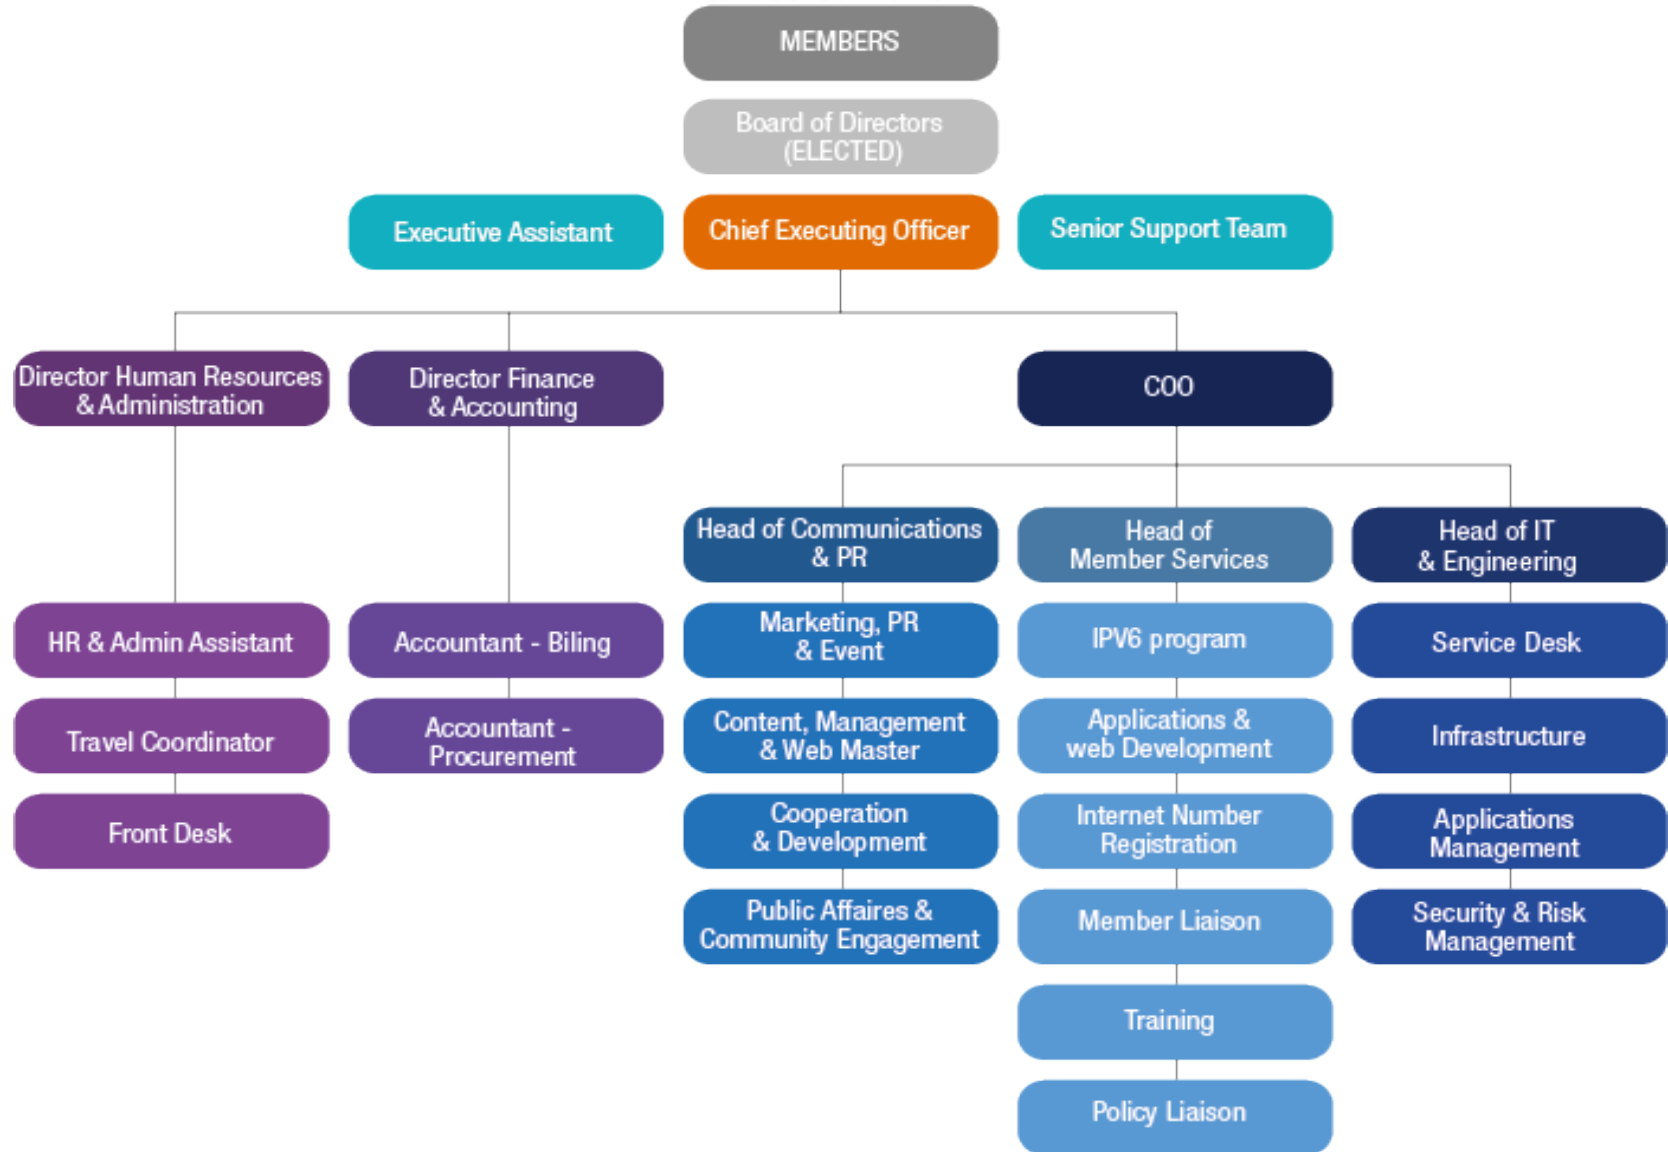 MEMBERS
Board of Directors
(ELECTED)
Executive Assistant
Chief Executing Officer
Senior Support Team
Director Human Resources
& Administration
Director Finance
& Accounting
COO
Head of Communications
& PR
Head of
Member Services
Head of IT
& Engineering
HR & Admin Assistant
Accountant - Biling
Marketing, PR
& Event
IPV6 program
Service Desk
Travel Coordinator
Accountant -
Procurement
Content, Management
& Web Master
Applications &
web Development
Infrastructure
Front Desk
Cooperation
& Development
Internet Number
Registration
Applications
Management
Public Affaires &
Community Engagement
Member Liaison
Security & Risk
Management
Training
Policy Liaison